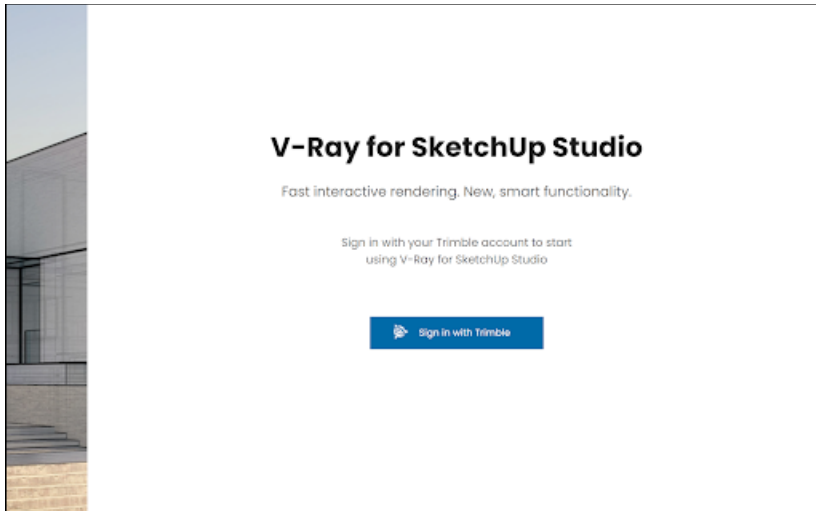 V-Ray for SketchUp Studio
Fast interactive rendering. New, smart functionality.
Sign in with your Trimble account to start
using V-Ray for SketchUp Studio
Sign in with Trimble